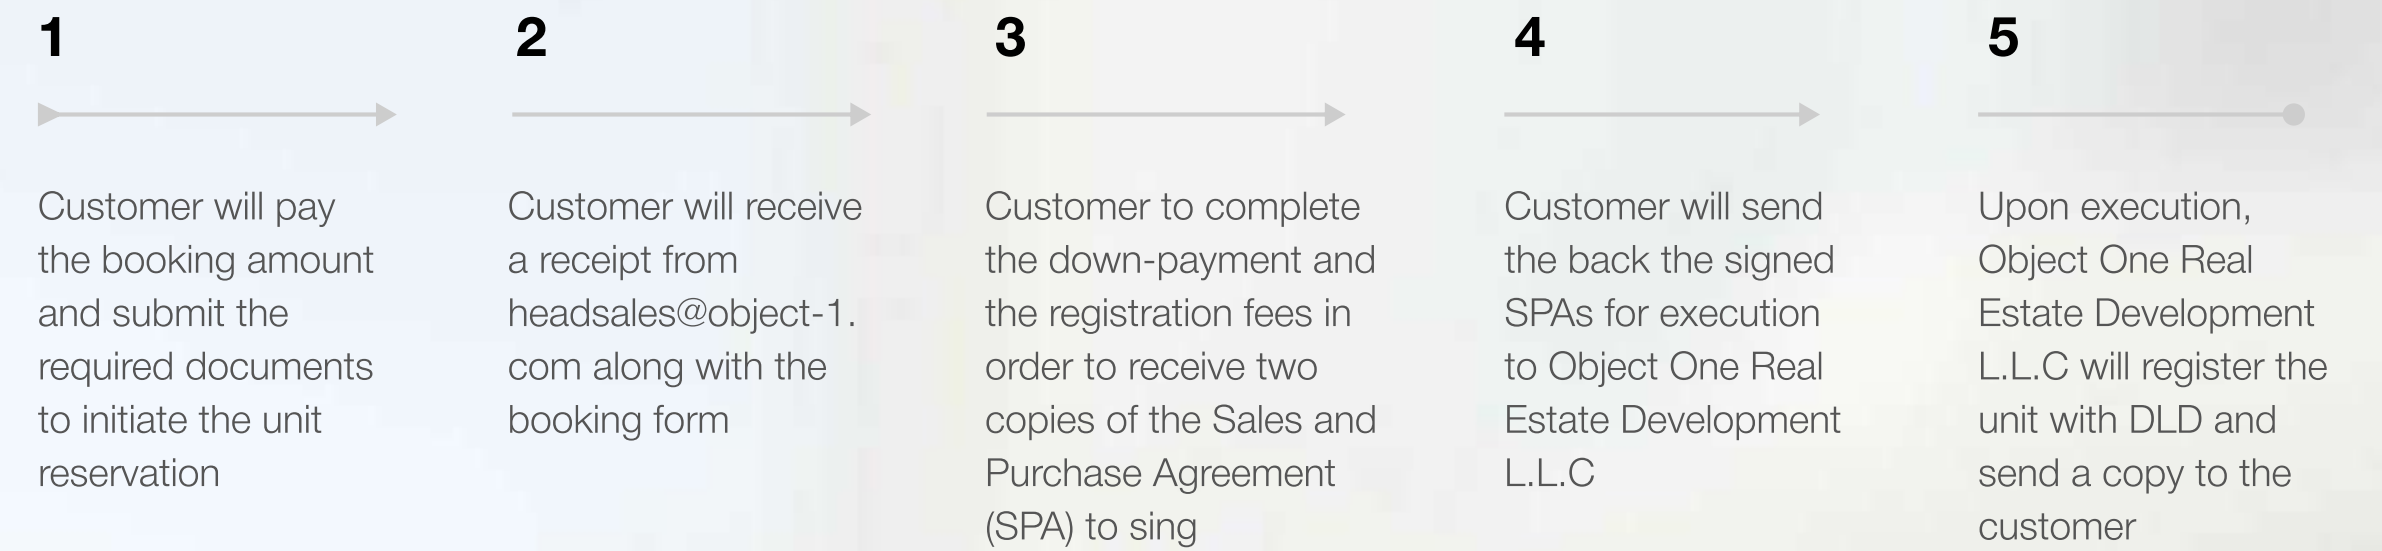 1
Customer will pay
the booking amount
and submit the
required documents
to initiate the unit
reservation
2
Customer will receive
a receipt from
headsales@object-1.
com along with the
booking form
3
Customer to complete
the down-payment and
the registration fees in
order to receive two
copies of the Sales and
Purchase Agreement
(SPA) to sing
4
Customer will send
the back the signed
SPAs for execution
to Object One Real
Estate Development
L.L.C
5
Upon execution,
Object One Real
Estate Development
L.L.C will register the
unit with DLD and
send a copy to the
customer